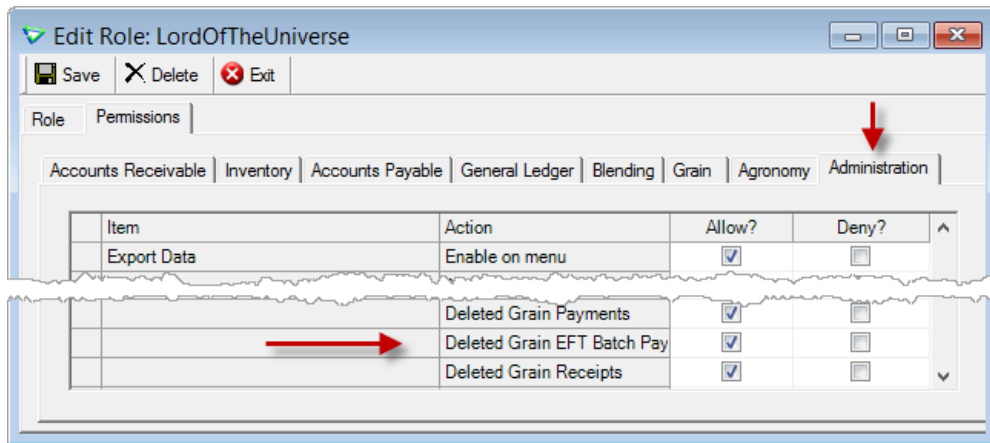 Edit Role: LordOfTheUniverse
Save Delete Exit
Role Permissions
Accounts Receivable Inventory Accounts Payable General Ledger Blending Grain Agronomy Administration
Item Action Allow? Deny?
Export Data Enable on menu
Deleted Grain Payments
Deleted Grain EFT Batch Pay
Deleted Grain Receipts